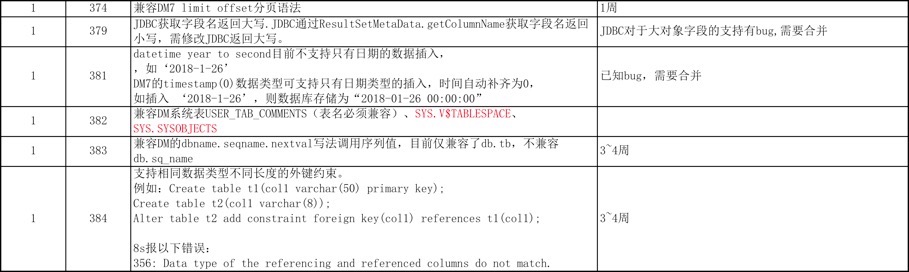 1 374 兼容DM7 limit offset分页语法 1周
1 379 JDBC获取字段名返回大写,JDBC通过ResultSetMetaData.getColumnName获取字段名返回 JDBC对于大对象字段的支持有bug,需要合并
小写，需修改JDBC返回大写。
datetime year to second目前不支持只有日期的数据插入，
，如‘2018-1-26’
1 381 DM7的timestamp(0)数据类型可支持只有日期类型的插入，时间自动补齐为0， 已知bug，需要合并
如插入 ‘2018-1-26’，则数据库存储为“2018-01-26 00:00:00”
1 382 兼容DM系统表USER_TAB_COMMENTS（表名必须兼容）、SYS.V$TABLESPACE、
SYS.SYSOBJECTS
1 383 兼容DM的dbname.seqname.nextval写法调用序列值，目前仅兼容了db.tb，不兼容 3~4周
db.sq_name
支持相同数据类型不同长度的外键约束。
例如：Create table t1(col1 varchar(50) primary key);
Create table t2(col1 varchar(8));
1 384 Alter table t2 add constraint foreign key(col1) references t1(col1); 3~4周
8s报以下错误：
356: Data type of the referencing and referenced columns do not match.